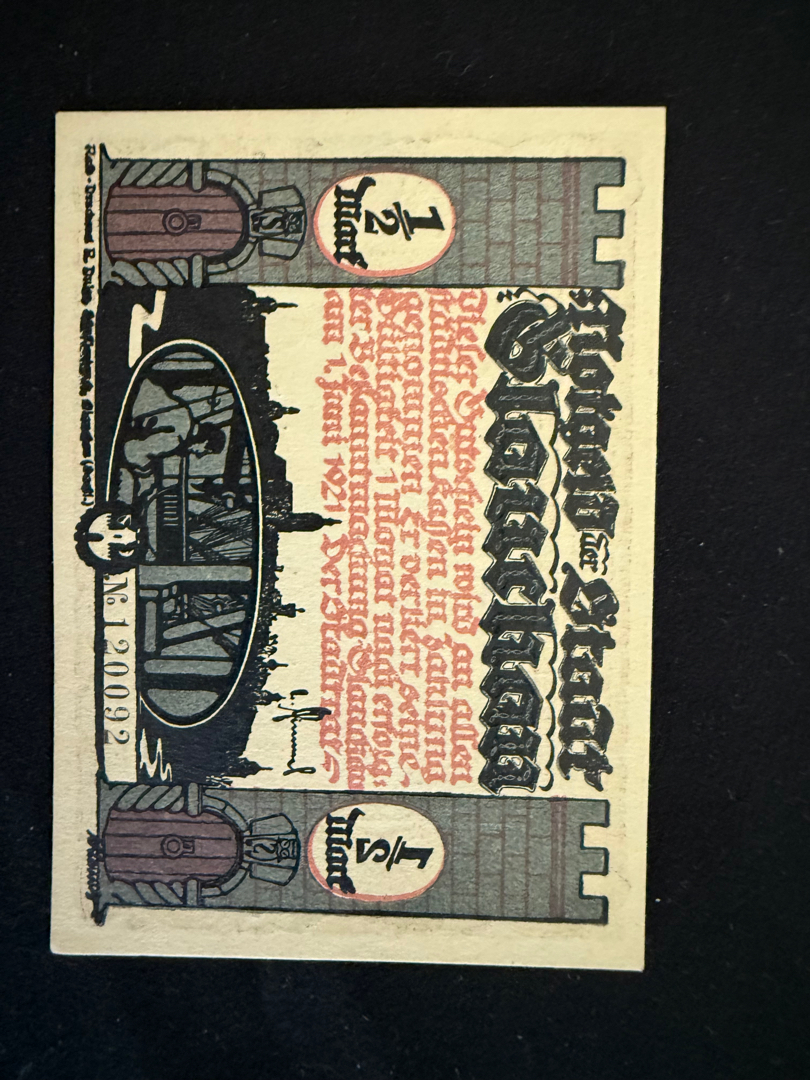 Notgeld der Stadt
Glauchau
Dieser Gutschein wird an allen
städtischen Kassen in Zahlung
genommen. Er verliert seine
Gültigkeit 1 Monat nach erfolg-
ter Bekanntmachung. Glauchau
am 1. Juni 1921 Der Stadtrat
1/2
Mark
1/2
Mark
№ 120092